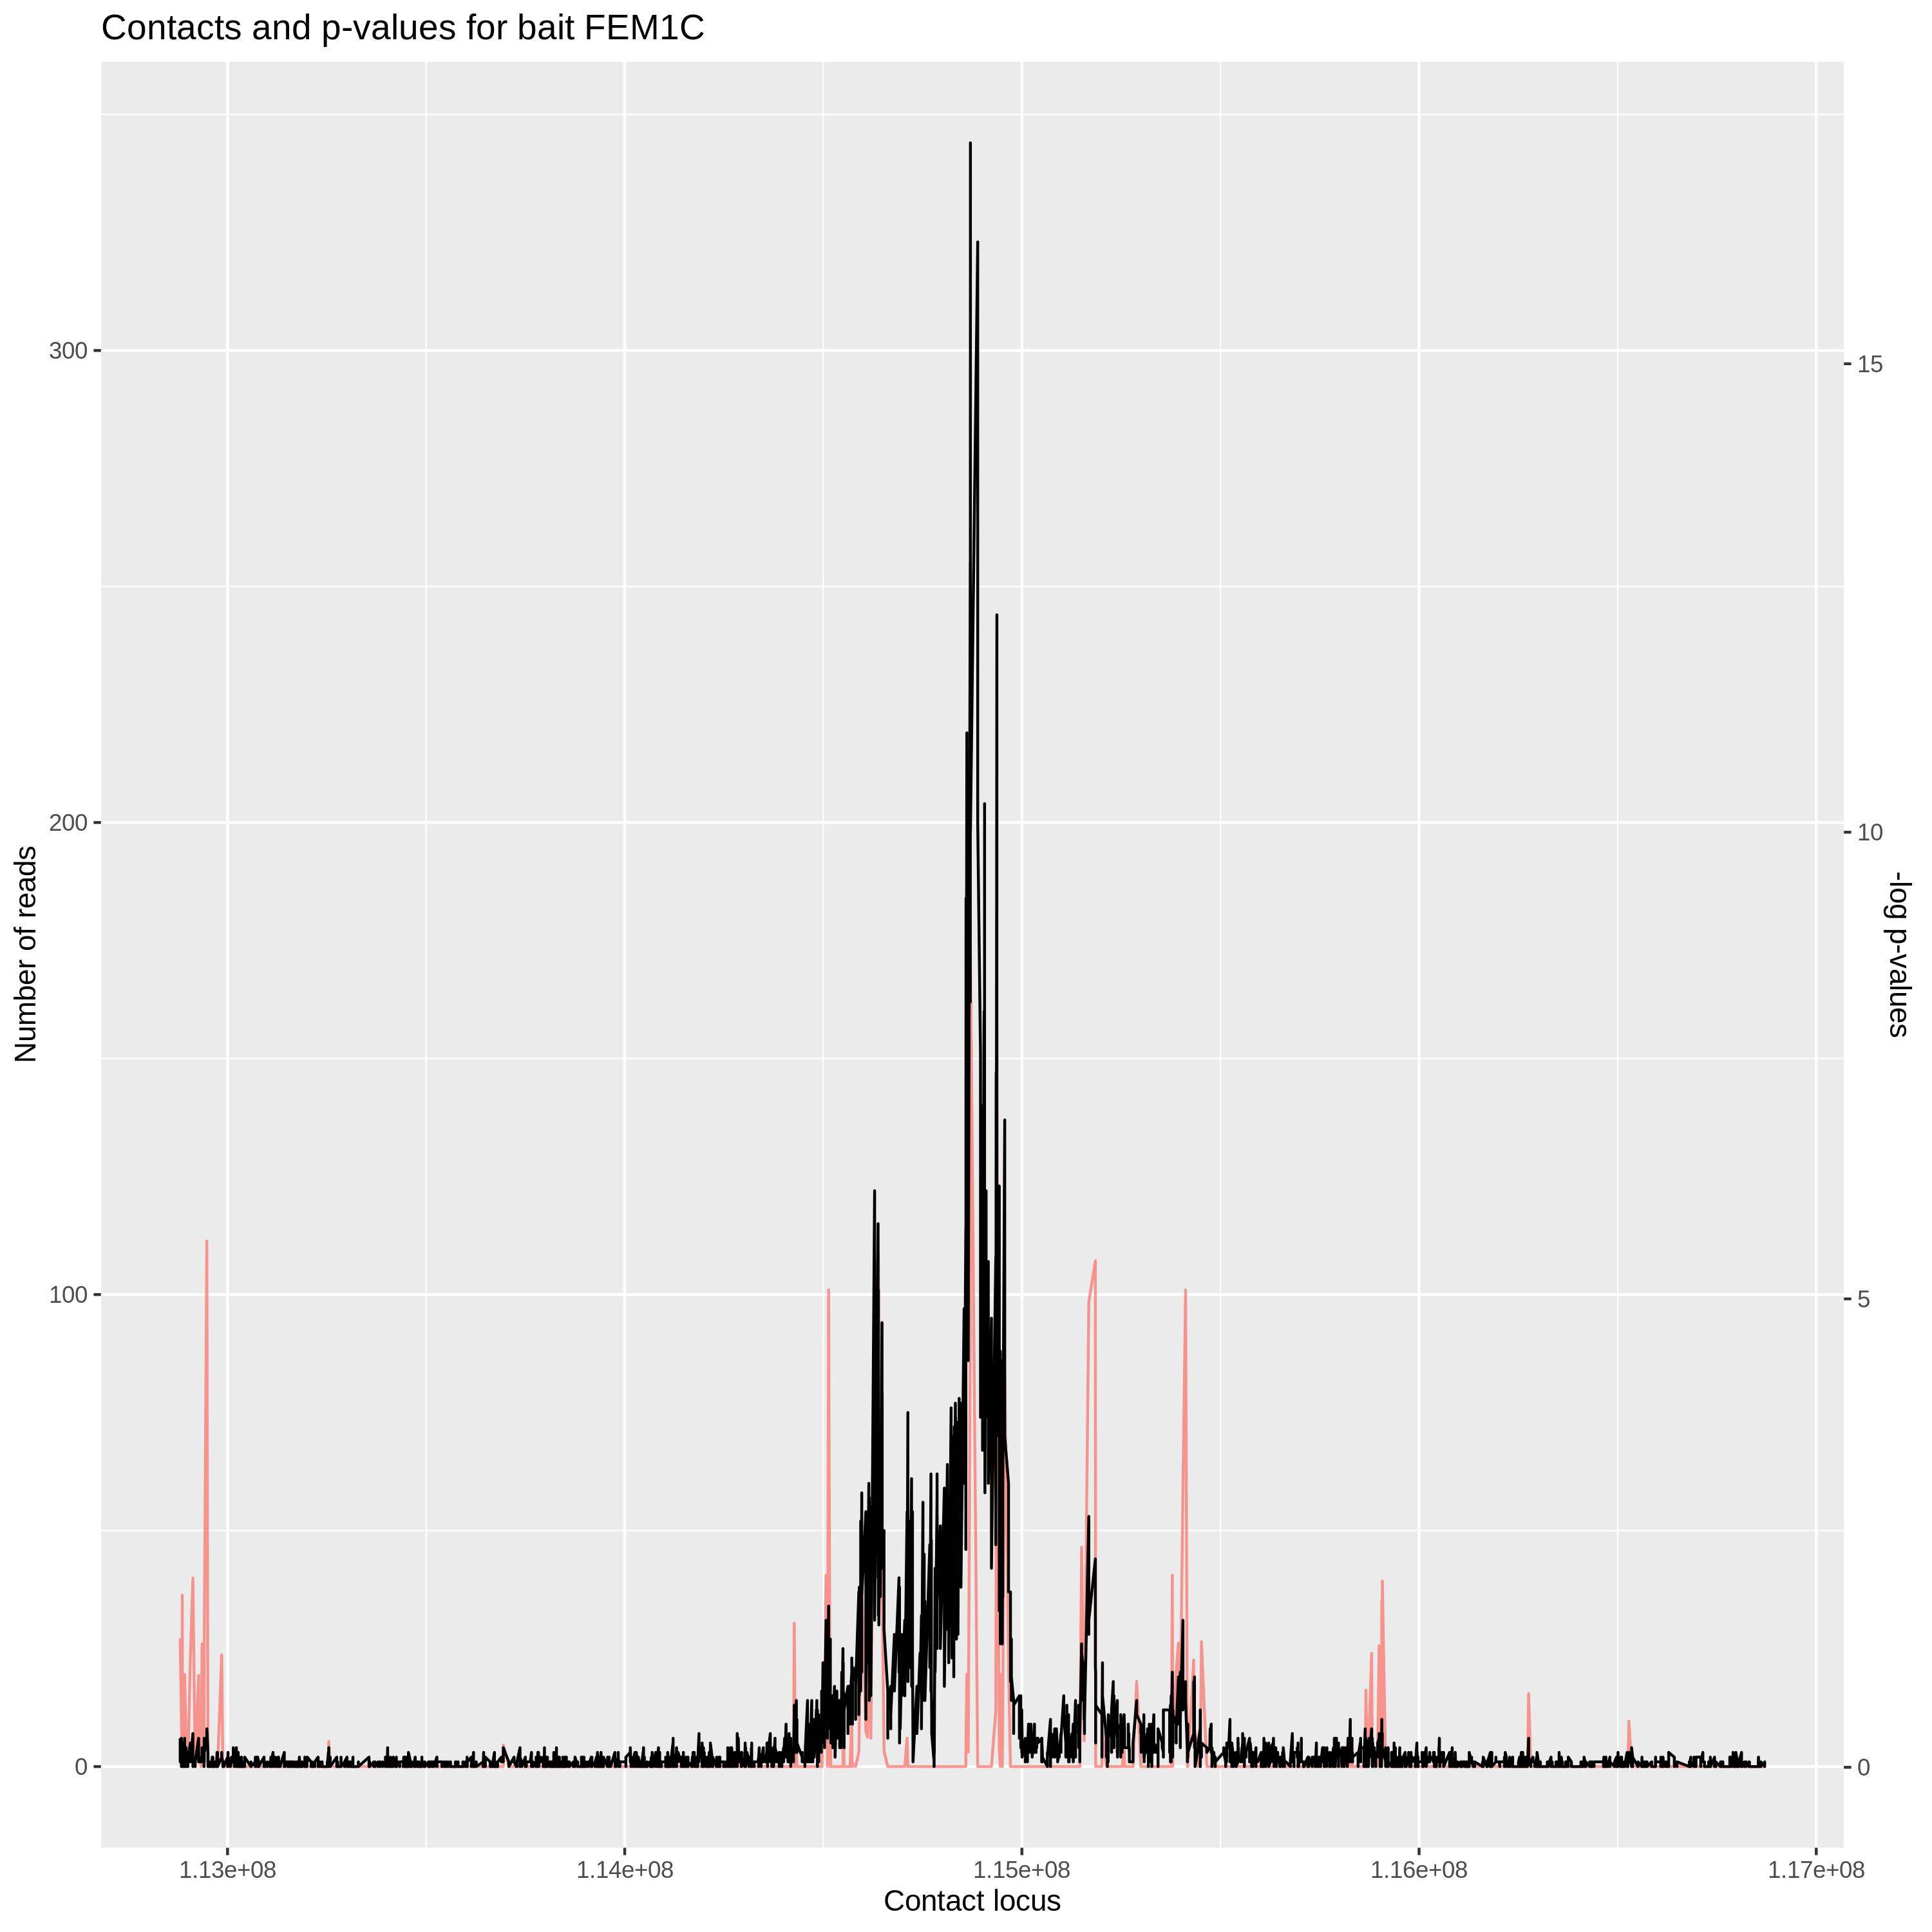 Contacts and p-values for bait FEM1C
300
200
100
0
Number of reads
15
10
5
0
-log p-values
1.13e+08
1.14e+08
1.15e+08
1.16e+08
1.17e+08
Contact locus